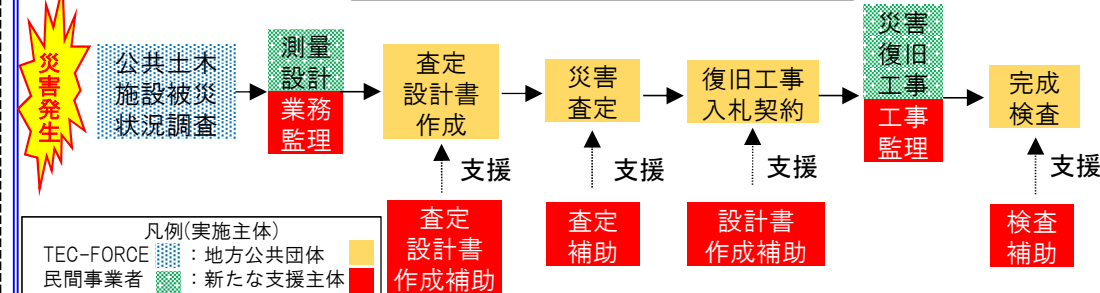 災害発生
公共土木
施設被災
状況調査
測量
設計
業務
監理
査定
設計書
作成
災害
査定
復旧工事
入札契約
災害
復旧
工事
工事
監理
完成
検査
支援
支援
支援
支援
査定
設計書
作成補助
査定
補助
設計書
作成補助
検査
補助
凡例(実施主体)
TEC-FORCE :地方公共団体
民間事業者 :新たな支援主体